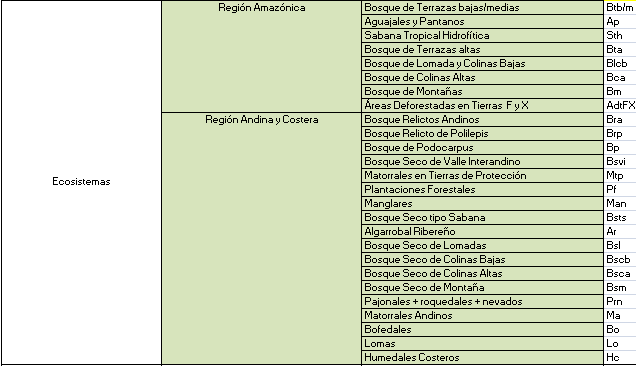 Región Amazónica Bosque de Terrazas bajas/medias Btb/m
Aguajales y Pantanos Ap
Sabana Tropical Hidrofítica Sth
Bosque de Terrazas altas Bta
Bosque de Lomada y Colinas Bajas Blcb
Bosque de Colinas Altas Bca
Bosque de Montañas Bm
Áreas Deforestadas en Tierras F y X AdtFX
Región Andina y Costera Bosque Relictos Andinos Bra
Bosque Relicto de Polilepis Brp
Bosque de Podocarpus Bp
Bosque Seco de Valle Interandino Bsvi
Matorrales en Tierras de Protección Mtp
Ecosistemas
Plantaciones Forestales Pf
Manglares Man
Bosque Seco tipo Sabana Bsts
Algarrobal Ribereño Ar
Bosque Seco de Lomadas Bsl
Bosque Seco de Colinas Bajas Bscb
Bosque Seco de Colinas Altas Bsca
Bosque Seco de Montaña Bsm
Pajonales + roquedales + nevados Prn
Matorrales Andinos Ma
Bofedales Bo
Lomas Lo
Humedales Costeros Hc